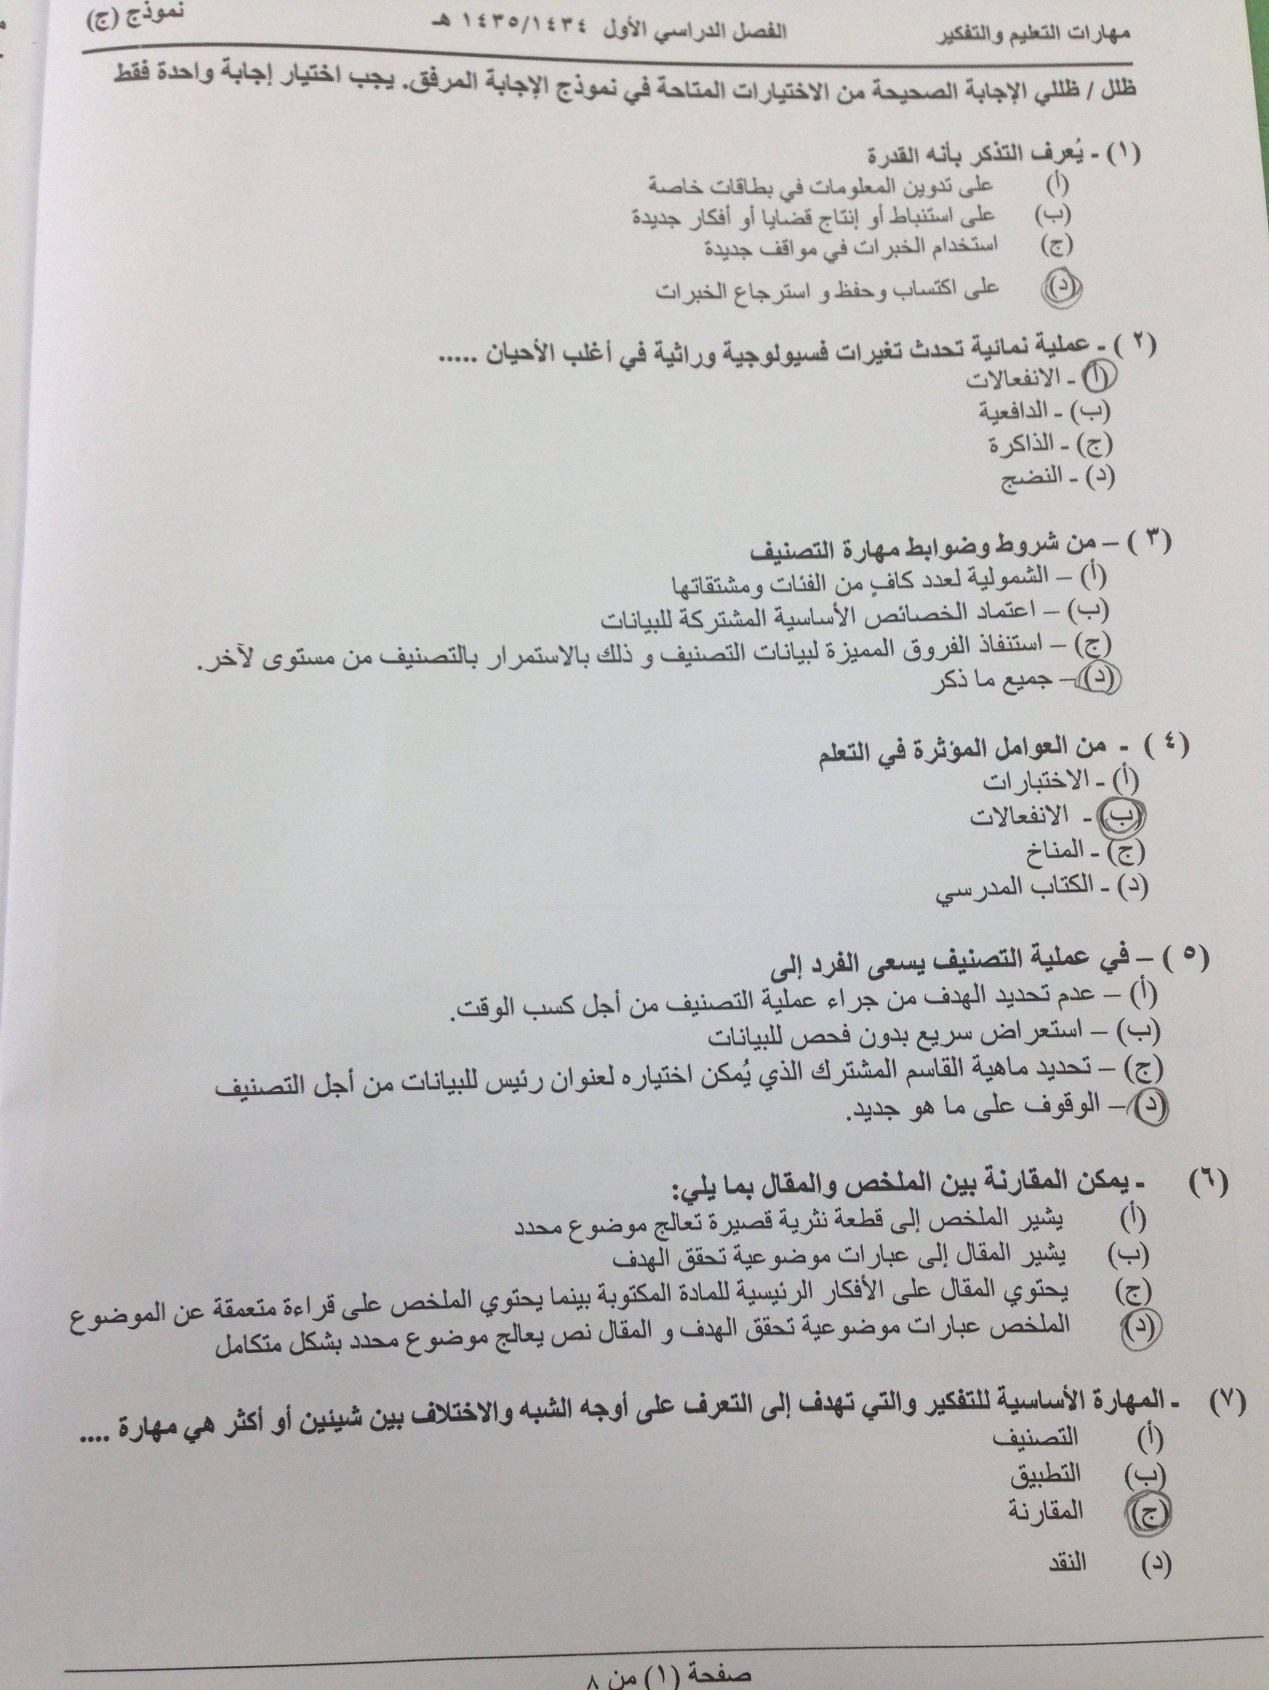 مهارات التعليم والتفكير الفصل الدراسي الأول ١٤٣٥/١٤٣٤ هـ نموذج (ج)
ظلل / ظللي الإجابة الصحيحة من الاختيارات المتاحة في نموذج الإجابة المرفق. يجب اختيار إجابة واحدة فقط
(١) - يُعرف التذكر بأنه القدرة
(أ) على تدوين المعلومات في بطاقات خاصة
(ب) على استنباط أو إنتاج قضايا أو أفكار جديدة
(ج) استخدام الخبرات في مواقف جديدة
(د) على اكتساب وحفظ و استرجاع الخبرات
(٢) - عملية نمائية تحدث تغيرات فسيولوجية وراثية في أغلب الأحيان .....
(أ) - الانفعالات
(ب) - الدافعية
(ج) - الذاكرة
(د) - النضج
(٣) – من شروط وضوابط مهارة التصنيف
(أ) – الشمولية لعدد كافٍ من الفئات ومشتقاتها
(ب) – اعتماد الخصائص الأساسية المشتركة للبيانات
(ج) – استنفاذ الفروق المميزة لبيانات التصنيف و ذلك بالاستمرار بالتصنيف من مستوى لآخر.
(د) – جميع ما ذكر
(٤) - من العوامل المؤثرة في التعلم
(أ) - الاختبارات
(ب) - الانفعالات
(ج) - المناخ
(د) - الكتاب المدرسي
(٥) – في عملية التصنيف يسعى الفرد إلى
(أ) – عدم تحديد الهدف من جراء عملية التصنيف من أجل كسب الوقت.
(ب) – استعراض سريع بدون فحص للبيانات
(ج) – تحديد ماهية القاسم المشترك الذي يُمكن اختياره لعنوان رئيس للبيانات من أجل التصنيف
(د) – الوقوف على ما هو جديد.
(٦) - يمكن المقارنة بين الملخص والمقال بما يلي:
(أ) يشير الملخص إلى قطعة نثرية قصيرة تعالج موضوع محدد
(ب) يشير المقال إلى عبارات موضوعية تحقق الهدف
(ج) يحتوي المقال على الأفكار الرئيسية للمادة المكتوبة بينما يحتوي الملخص على قراءة متعمقة عن الموضوع
(د) الملخص عبارات موضوعية تحقق الهدف و المقال نص يعالج موضوع محدد بشكل متكامل
(٧) - المهارة الأساسية للتفكير والتي تهدف إلى التعرف على أوجه الشبه والاختلاف بين شيئين أو أكثر هي مهارة ....
(أ) التصنيف
(ب) التطبيق
(ج) المقارنة
(د) النقد
صفحة (١) من ٨